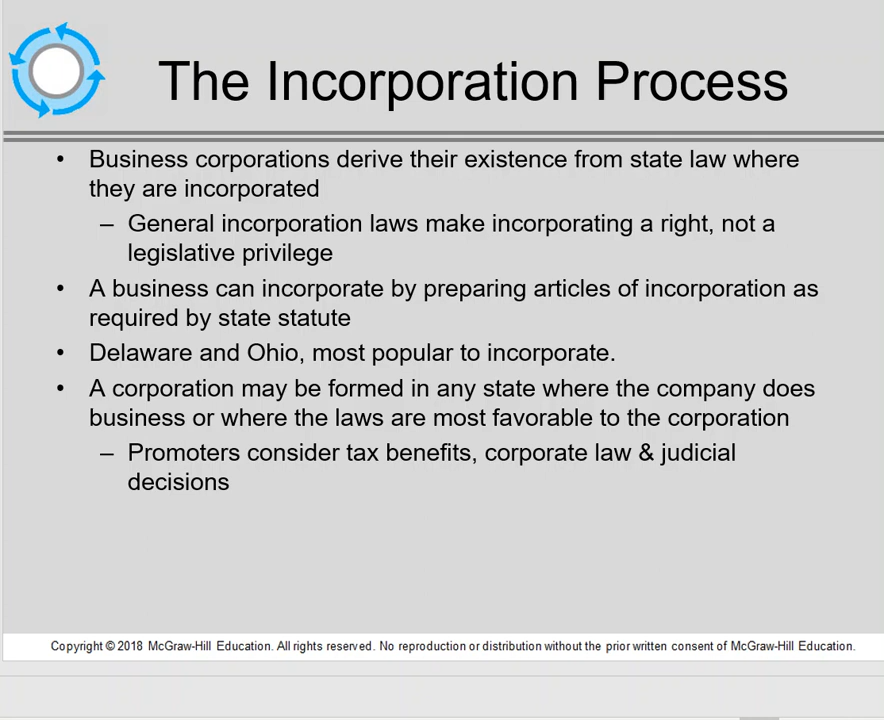 The Incorporation Process
• Business corporations derive their existence from state law where
they are incorporated
– General incorporation laws make incorporating a right, not a
legislative privilege
• A business can incorporate by preparing articles of incorporation as
required by state statute
• Delaware and Ohio, most popular to incorporate.
• A corporation may be formed in any state where the company does
business or where the laws are most favorable to the corporation
– Promoters consider tax benefits, corporate law & judicial
decisions
Copyright © 2018 McGraw-Hill Education. All rights reserved. No reproduction or distribution without the prior written consent of McGraw-Hill Education.